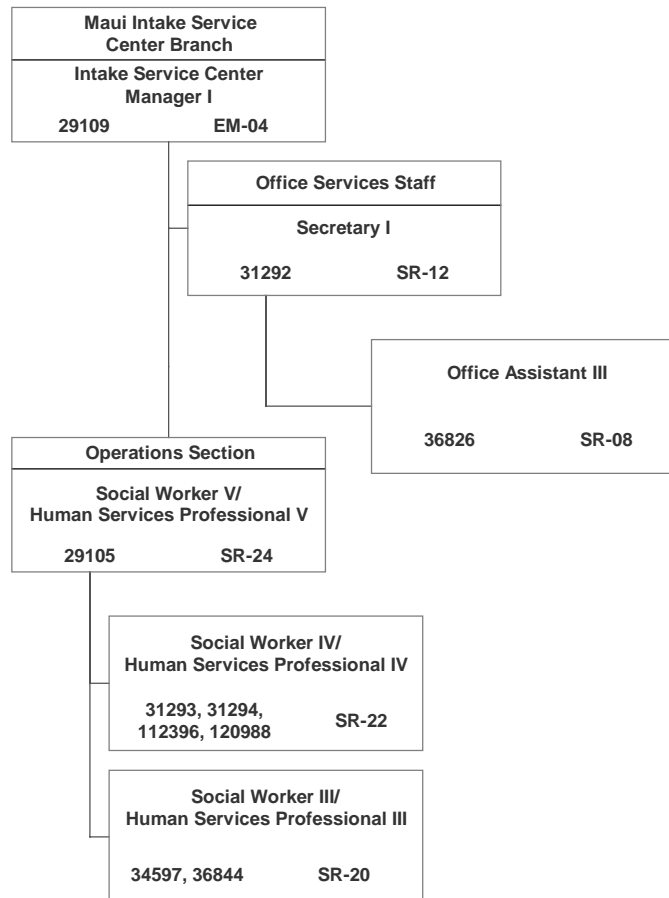 Maui Intake Service
Center Branch
Intake Service Center
Manager I
29109 EM-04
Office Services Staff
Secretary I
31292 SR-12
Office Assistant III
36826 SR-08
Operations Section
Social Worker V/
Human Services Professional V
29105 SR-24
Social Worker IV/
Human Services Professional IV
31293, 31294,
112396, 120988
SR-22
Social Worker III/
Human Services Professional III
34597, 36844 SR-20